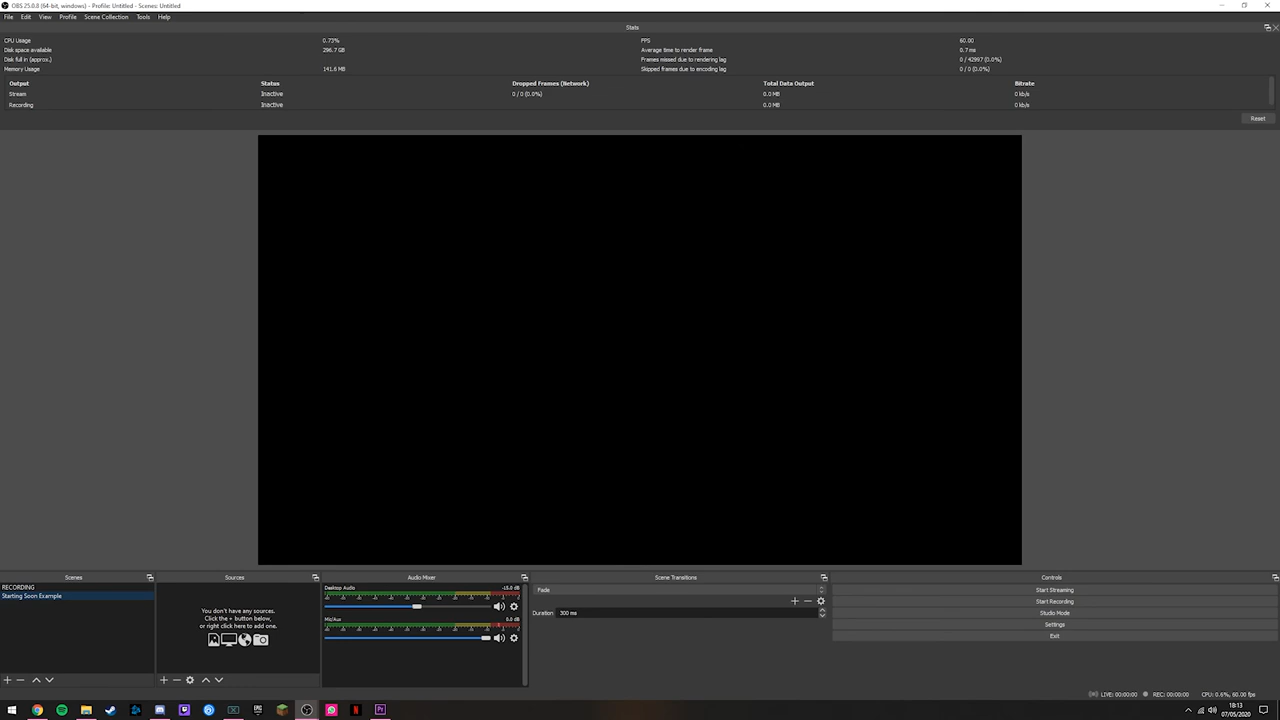 OBS 25.0.8 (64-bit, windows) - Profile: Untitled - Scenes: Untitled
File Edit View Profile Scene Collection Tools Help
Stats
CPU Usage 0.73% FPS 60.00
Disk space available 296.7 GB Average time to render frame 0.7 ms
Disk full in (approx.) Frames missed due to rendering lag 0 / 42997 (0.0%)
Memory Usage 141.6 MB Skipped frames due to encoding lag 0 / 0 (0.0%)
Output Status Dropped Frames (Network) Total Data Output Bitrate
Stream Inactive 0 / 0 (0.0%) 0.0 MB 0 kb/s
Recording Inactive 0.0 MB 0 kb/s
Reset
Scenes
RECORDING
Starting Soon Example
Sources
You don't have any sources.
Click the + button below,
or right click here to add one.
Audio Mixer
Desktop Audio -15.0 dB
Mic/Aux 0.0 dB
Scene Transitions
Fade
Duration 300 ms
Controls
Start Streaming
Start Recording
Studio Mode
Settings
Exit
LIVE: 00:00:00 REC: 00:00:00 CPU: 0.6%, 60.00 fps
18:13
07/05/2020